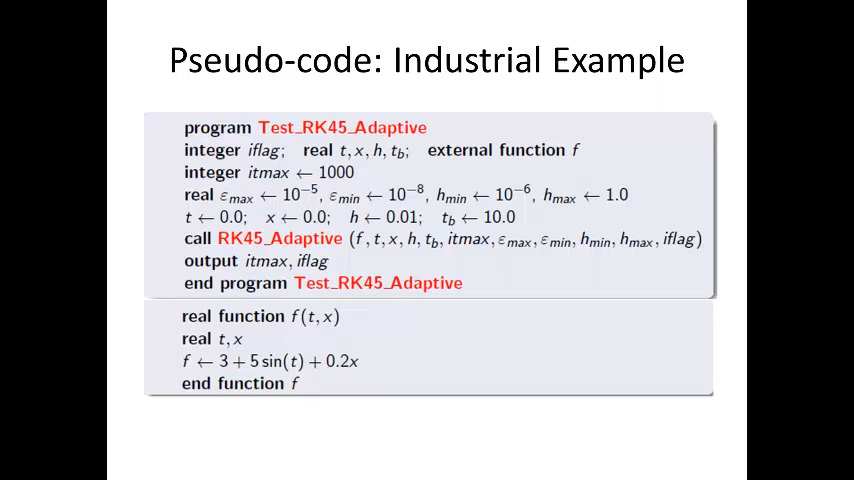 Pseudo-code: Industrial Example
program Test_RK45_Adaptive
integer iflag; real t, x, h, t_b; external function f
integer itmax ← 1000
real ε_max ← 10^−5, ε_min ← 10^−8, h_min ← 10^−6, h_max ← 1.0
t ← 0.0; x ← 0.0; h ← 0.01; t_b ← 10.0
call RK45_Adaptive (f, t, x, h, t_b, itmax, ε_max, ε_min, h_min, h_max, iflag)
output itmax, iflag
end program Test_RK45_Adaptive
real function f(t, x)
real t, x
f ← 3 + 5 sin(t) + 0.2x
end function f